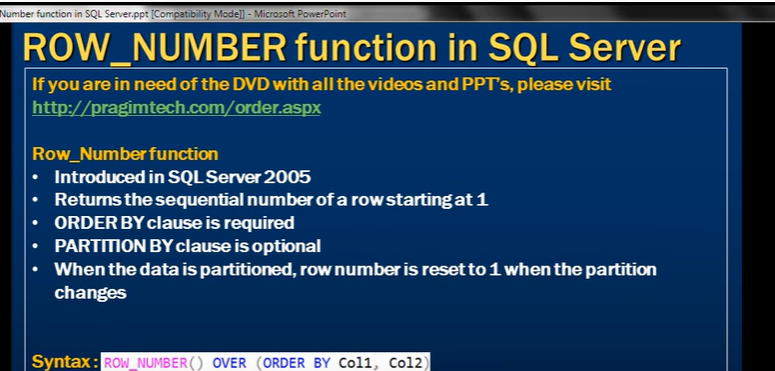 Number function in SQL Server.ppt [Compatibility Mode]] - Microsoft PowerPoint
ROW_NUMBER function in SQL Server
If you are in need of the DVD with all the videos and PPT's, please visit
http://pragimtech.com/order.aspx
Row_Number function
• Introduced in SQL Server 2005
• Returns the sequential number of a row starting at 1
• ORDER BY clause is required
• PARTITION BY clause is optional
• When the data is partitioned, row number is reset to 1 when the partition
changes
Syntax : ROW_NUMBER() OVER (ORDER BY Col1, Col2)